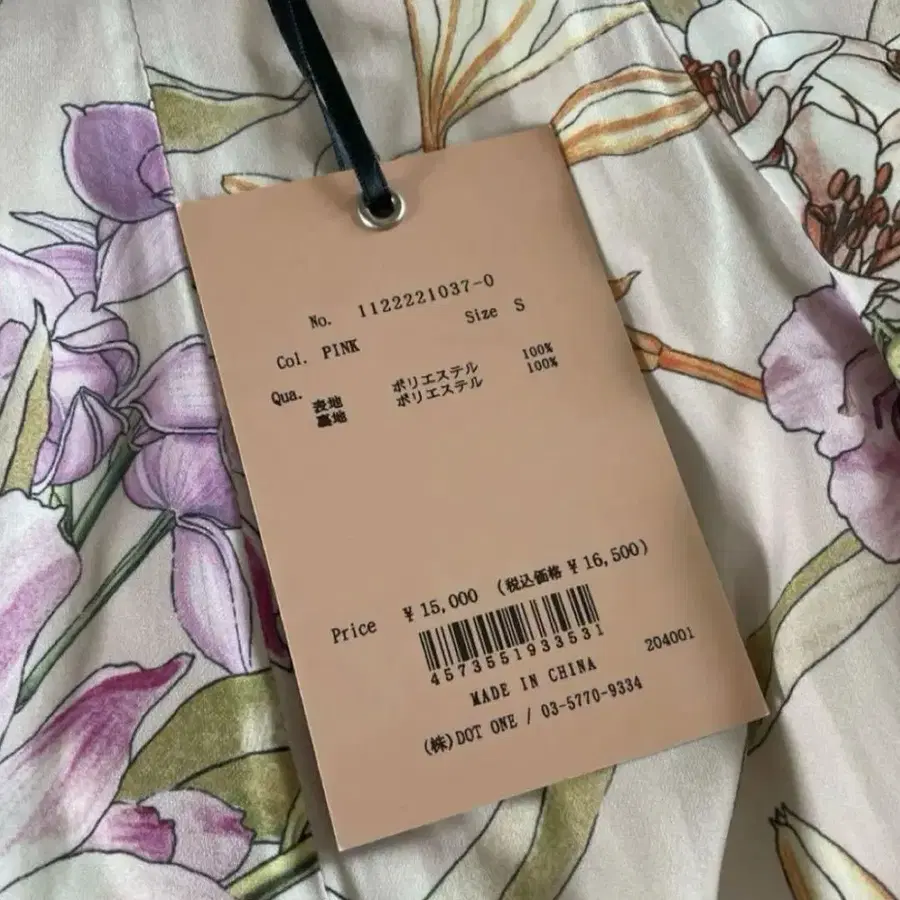 No. 1122221037-0
Col. PINK Size S
Qua. 表地 ポリエステル 100%
裏地 ポリエステル 100%
Price ¥15,000 (税込価格 ¥16,500)
4573551933531
MADE IN CHINA 204001
(株)DOT ONE / 03-5770-9334